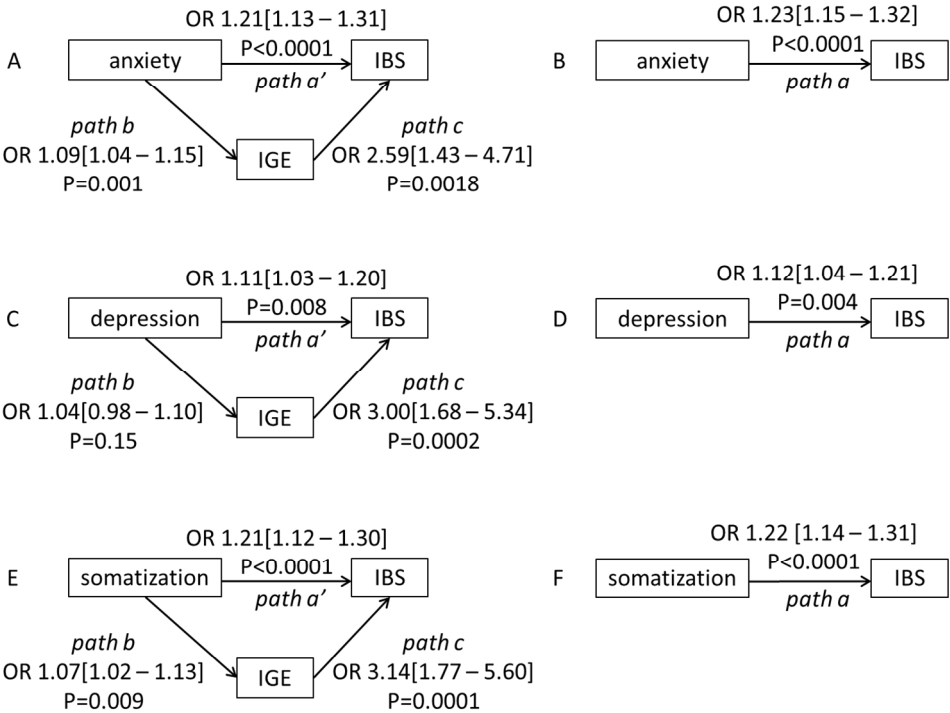 OR 1.21[1.13 – 1.31]
P<0.0001
A
anxiety
IBS
path a’
path b
OR 1.09[1.04 – 1.15]
P=0.001
IGE
path c
OR 2.59[1.43 – 4.71]
P=0.0018
OR 1.23[1.15 – 1.32]
P<0.0001
B
anxiety
IBS
path a
OR 1.11[1.03 – 1.20]
P=0.008
C
depression
IBS
path a’
path b
OR 1.04[0.98 – 1.10]
P=0.15
IGE
path c
OR 3.00[1.68 – 5.34]
P=0.0002
OR 1.12[1.04 – 1.21]
P=0.004
D
depression
IBS
path a
OR 1.21[1.12 – 1.30]
P<0.0001
E
somatization
IBS
path a’
path b
OR 1.07[1.02 – 1.13]
P=0.009
IGE
path c
OR 3.14[1.77 – 5.60]
P=0.0001
OR 1.22 [1.14 – 1.31]
P<0.0001
F
somatization
IBS
path a